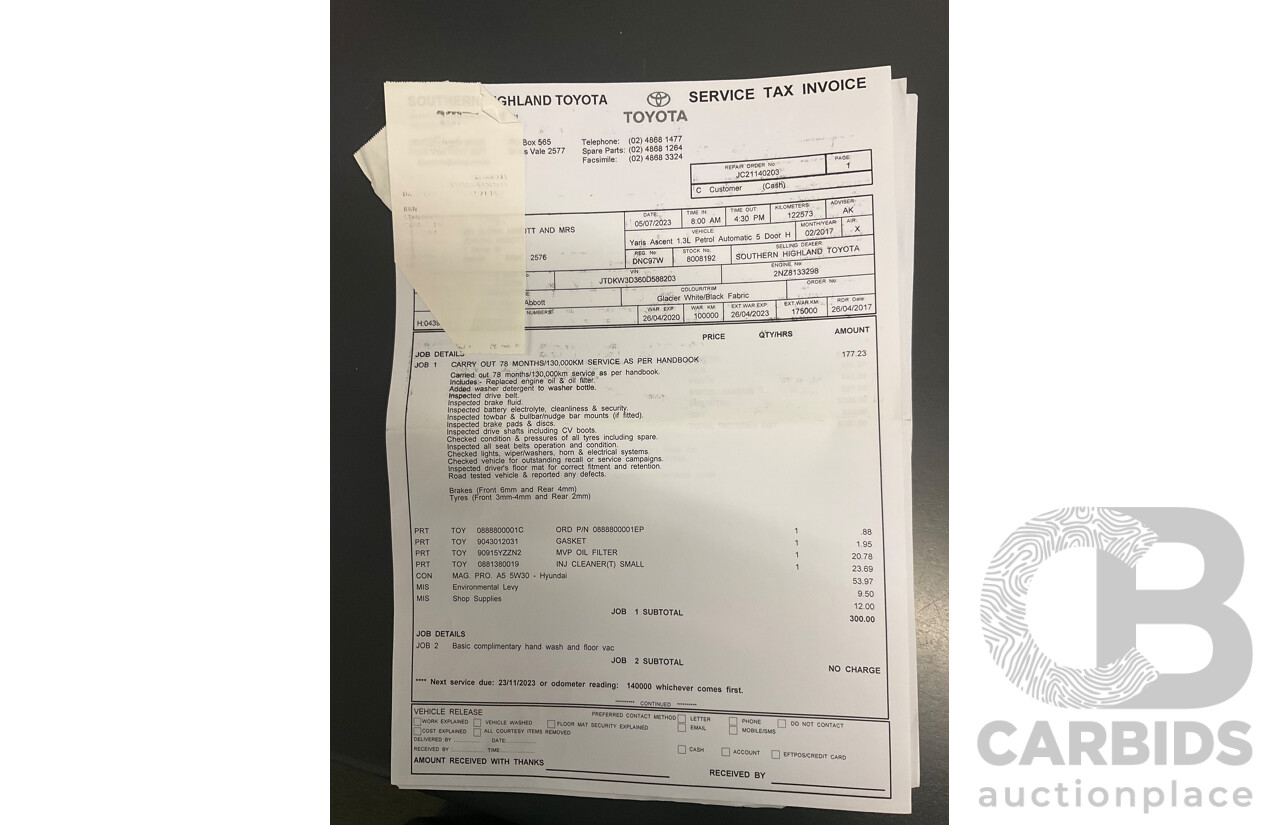 SOUTHERN HIGHLAND TOYOTA
TOYOTA
SERVICE TAX INVOICE
Box 565
s Vale 2577
Telephone: (02) 4868 1477
Spare Parts: (02) 4868 1264
Facsimile: (02) 4868 3324
REPAIR ORDER No
JC21140203
PAGE:
1
C Customer (Cash)
DATE:
05/07/2023
TIME IN:
8:00 AM
TIME OUT:
4:30 PM
KILOMETERS:
122573
ADVISER:
AK
OTT AND MRS
VEHICLE
Yaris Ascent 1.3L Petrol Automatic 5 Door H
MONTH/YEAR:
02/2017
AIR:
X
2576
REG. No
DNC97W
STOCK No:
8008192
SELLING DEALER
SOUTHERN HIGHLAND TOYOTA
VIN
JTDKW3D360D588203
ENGINE. No:
2NZ8133298
Abbott
COLOUR/TRIM
Glacier White/Black Fabric
ORDER No:
H:043
NUMBERS:
WAR. EXP.
26/04/2020
WAR. KM.
100000
EXT.WAR.EXP.
26/04/2023
EXT.WAR.KM.
175000
RDR Date:
26/04/2017
PRICE QTY/HRS AMOUNT
JOB DETAILS
JOB 1 CARRY OUT 78 MONTHS/130,000KM SERVICE AS PER HANDBOOK 177.23
Carried out 78 months/130,000km service as per handbook.
Includes:- Replaced engine oil & oil filter.
Added washer detergent to washer bottle.
Inspected drive belt.
Inspected brake fluid.
Inspected battery electrolyte, cleanliness & security.
Inspected towbar & bullbar/nudge bar mounts (if fitted).
Inspected brake pads & discs.
Inspected drive shafts including CV boots.
Checked condition & pressures of all tyres including spare.
Inspected all seat belts operation and condition.
Checked lights, wiper/washers, horn & electrical systems.
Checked vehicle for outstanding recall or service campaigns.
Inspected driver's floor mat for correct fitment and retention.
Road tested vehicle & reported any defects.
Brakes (Front 6mm and Rear 4mm)
Tyres (Front 3mm-4mm and Rear 2mm)
PRT TOY 0888800001C ORD P/N 0888800001EP 1 .88
PRT TOY 9043012031 GASKET 1 1.95
PRT TOY 90915YZZN2 MVP OIL FILTER 1 20.78
PRT TOY 0881380019 INJ CLEANER(T) SMALL 1 23.69
CON MAG. PRO. A5 5W30 - Hyundai 53.97
MIS Environmental Levy 9.50
MIS Shop Supplies 12.00
JOB 1 SUBTOTAL 300.00
JOB DETAILS
JOB 2 Basic complimentary hand wash and floor vac
JOB 2 SUBTOTAL NO CHARGE
**** Next service due: 23/11/2023 or odometer reading: 140000 whichever comes first.
********* CONTINUED *********
VEHICLE RELEASE
WORK EXPLAINED VEHICLE WASHED FLOOR MAT SECURITY EXPLAINED
COST EXPLAINED ALL COURTESY ITEMS REMOVED
DELIVERED BY DATE
RECEIVED BY TIME
PREFERRED CONTACT METHOD LETTER PHONE DO NOT CONTACT
EMAIL MOBILE/SMS
CASH ACCOUNT EFTPOS/CREDIT CARD
AMOUNT RECEIVED WITH THANKS
RECEIVED BY
CB
CARBIDS
auctionplace